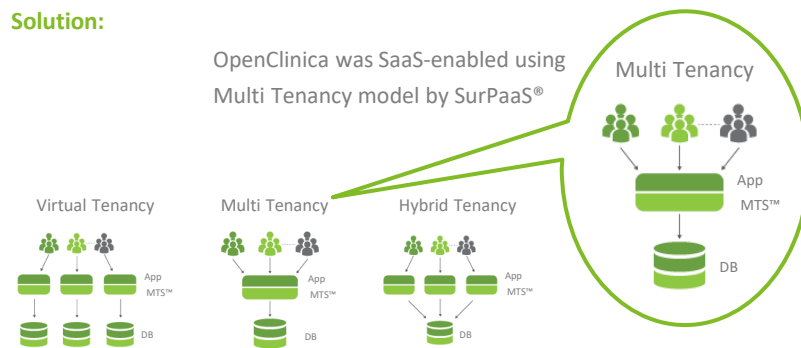 Solution:
OpenClinica was SaaS-enabled using
Multi Tenancy model by SurPaaS®
Multi Tenancy
App
MTS™
DB
Virtual Tenancy
App
MTS™
DB
Multi Tenancy
App
MTS™
DB
Hybrid Tenancy
App
MTS™
DB